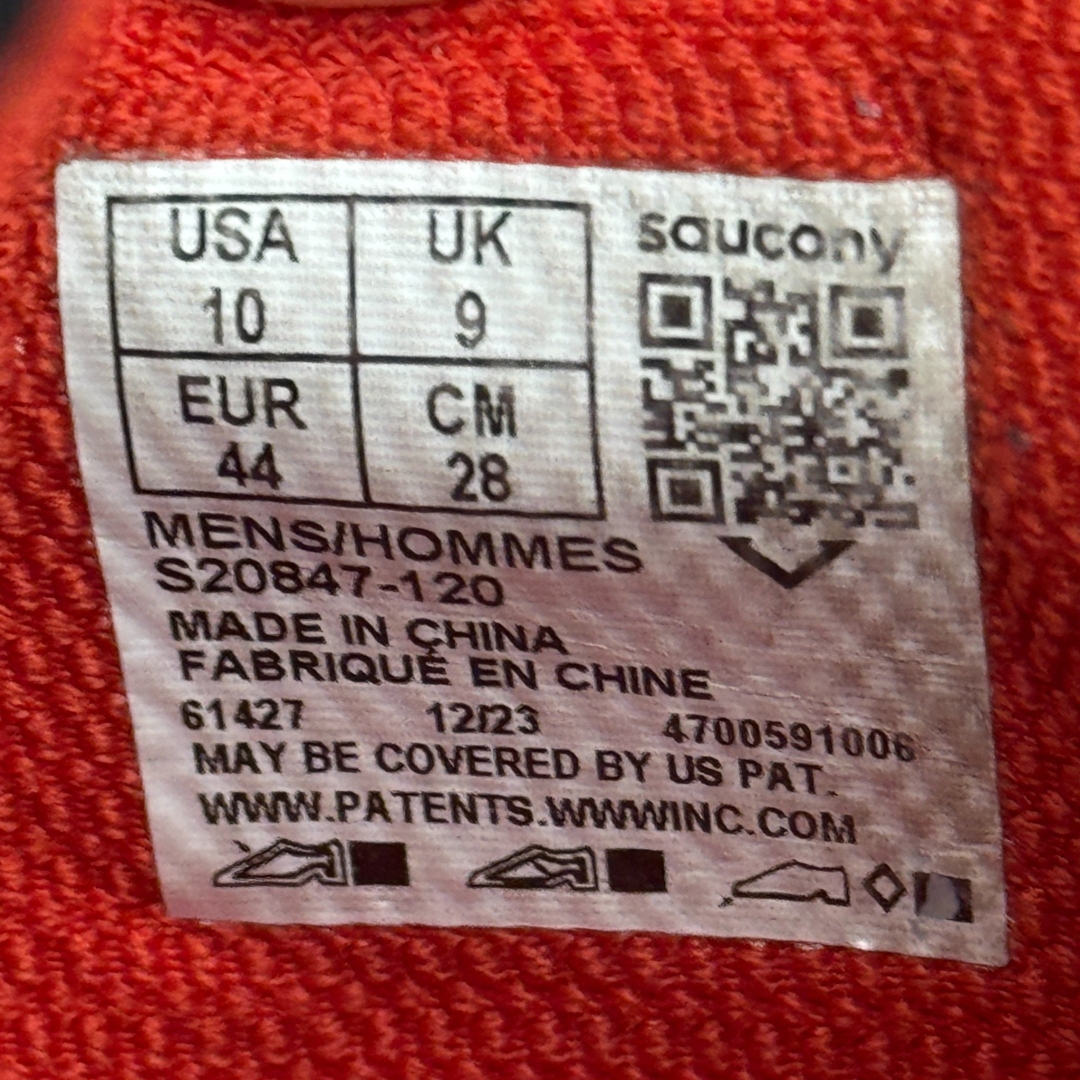 USA UK
10 9
EUR CM
44 28
saucony
MENS/HOMMES
S20847-120
MADE IN CHINA
FABRIQUÉ EN CHINE
61427 12/23 4700591006
MAY BE COVERED BY US PAT.
WWW.PATENTS.WWWINC.COM